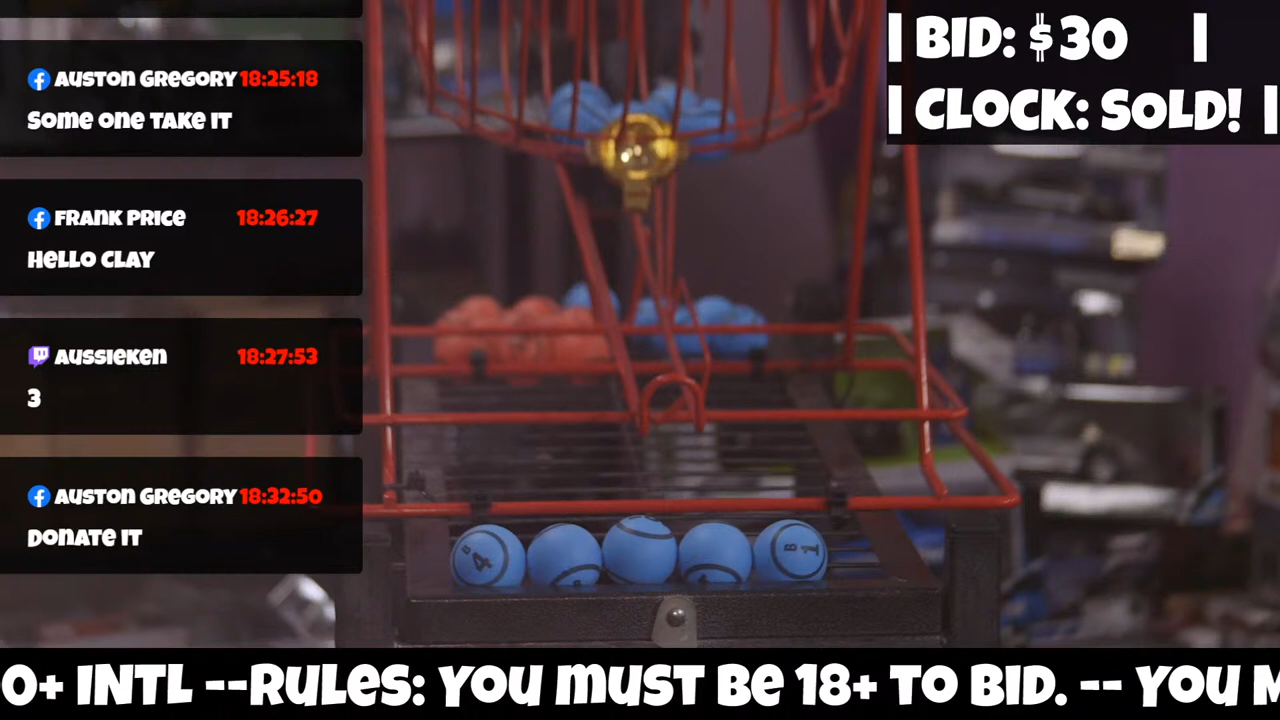 Auston Gregory 18:25:18
Some one take it
Frank Price 18:26:27
Hello Clay
Aussieken 18:27:53
3
Auston Gregory 18:32:50
Donate it
| BID: $30 |
| CLOCK: SOLD! |
B 4
B 1
0+ INTL --RULES: YOU MUST BE 18+ TO BID. -- YOU M